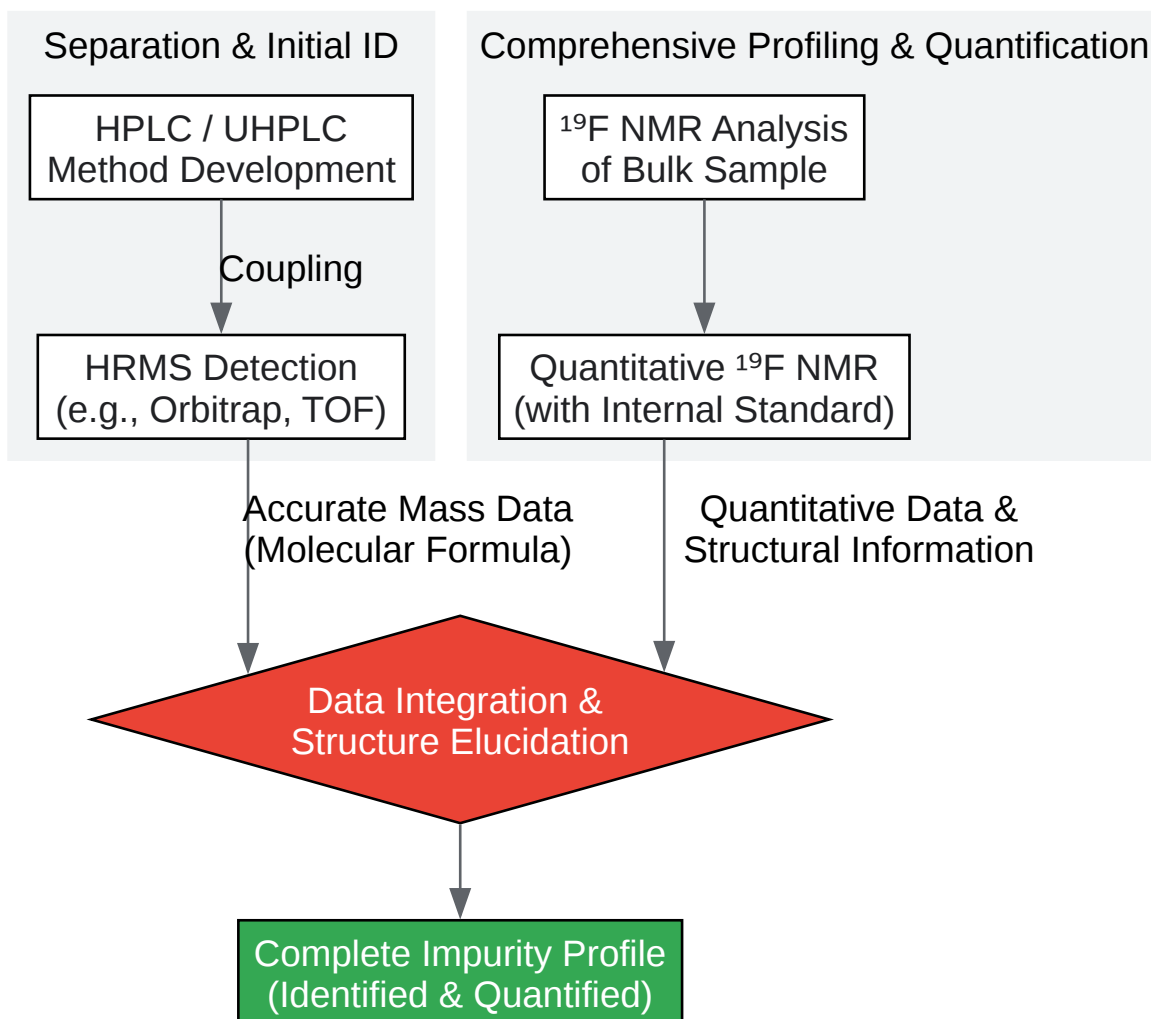 Separation & Initial ID
HPLC / UHPLC
Method Development
Coupling
HRMS Detection
(e.g., Orbitrap, TOF)
Comprehensive Profiling & Quantification
¹⁹F NMR Analysis
of Bulk Sample
Quantitative ¹⁹F NMR
(with Internal Standard)
Accurate Mass Data
(Molecular Formula)
Quantitative Data &
Structural Information
Data Integration &
Structure Elucidation
Complete Impurity Profile
(Identified & Quantified)